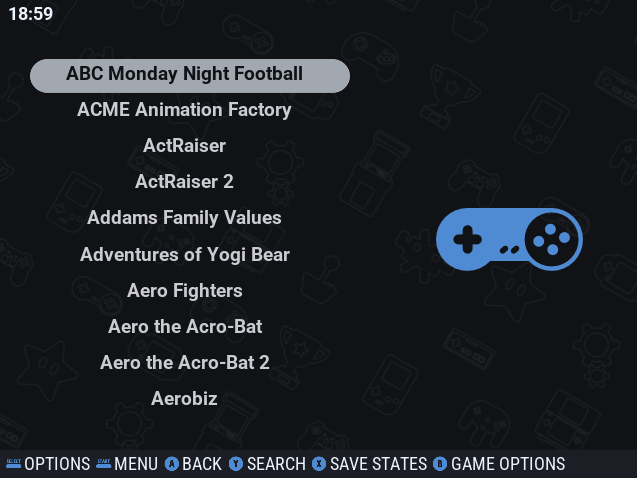 18:59
ABC Monday Night Football
ACME Animation Factory
ActRaiser
ActRaiser 2
Addams Family Values
Adventures of Yogi Bear
Aero Fighters
Aero the Acro-Bat
Aero the Acro-Bat 2
Aerobiz
SELECT OPTIONS START MENU A BACK Y SEARCH X SAVE STATES B GAME OPTIONS